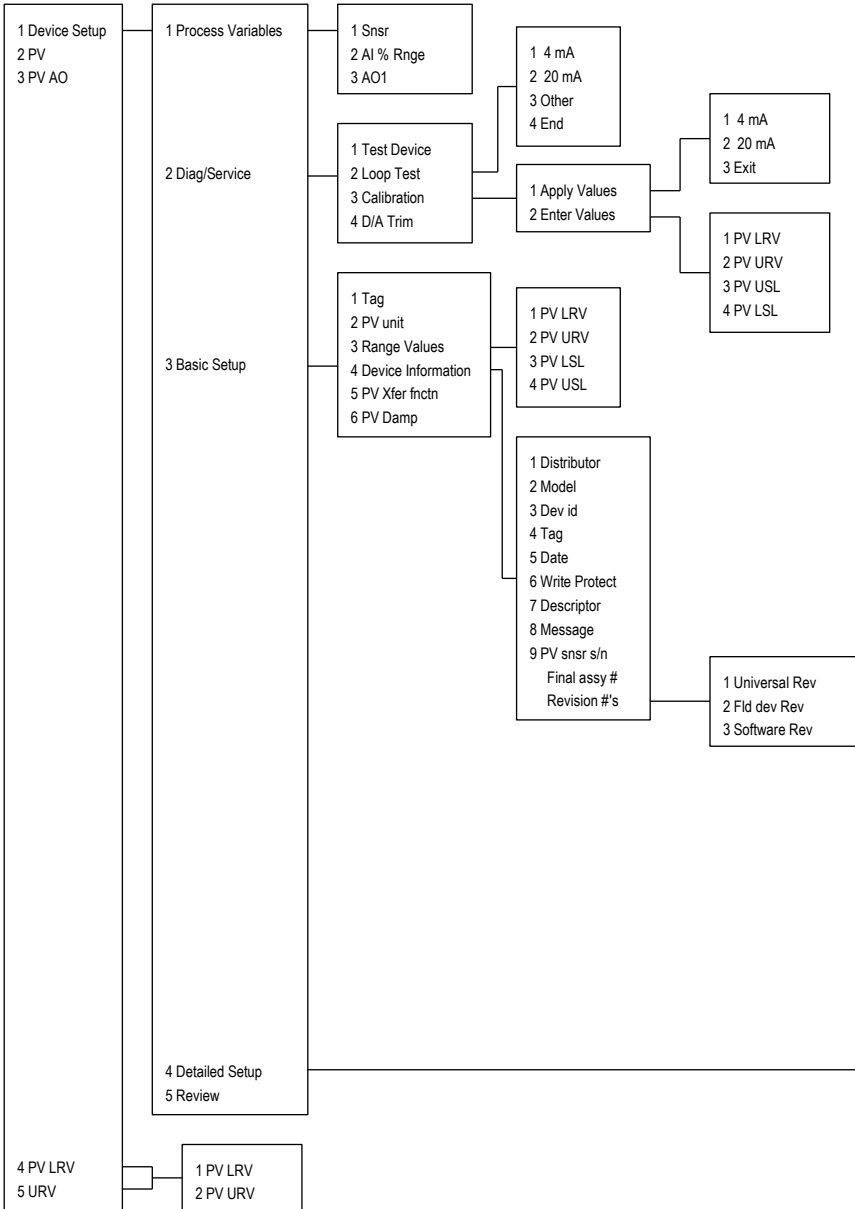 1 Device Setup
2 PV
3 PV AO
1 Process Variables
1 Snsr
2 AI % Rnge
3 AO1
2 Diag/Service
1 Test Device
2 Loop Test
3 Calibration
4 D/A Trim
1 4 mA
2 20 mA
3 Other
4 End
1 Apply Values
2 Enter Values
1 4 mA
2 20 mA
3 Exit
1 PV LRV
2 PV URV
3 PV USL
4 PV LSL
3 Basic Setup
1 Tag
2 PV unit
3 Range Values
4 Device Information
5 PV Xfer fnctn
6 PV Damp
1 PV LRV
2 PV URV
3 PV LSL
4 PV USL
1 Distributor
2 Model
3 Dev id
4 Tag
5 Date
6 Write Protect
7 Descriptor
8 Message
9 PV snsr s/n
Final assy #
Revision #'s
1 Universal Rev
2 Fld dev Rev
3 Software Rev
4 Detailed Setup
5 Review
4 PV LRV
5 URV
1 PV LRV
2 PV URV